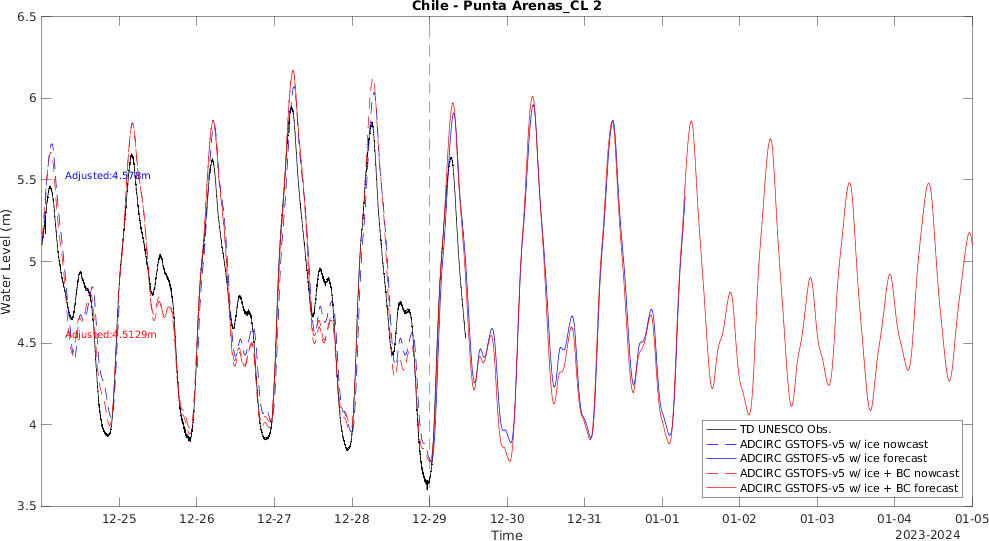 Chile - Punta Arenas_CL 2
6.5
6
5.5
5
4.5
4
3.5
Water Level (m)
Adjusted:4.578m
Adjusted:4.5129m
TD UNESCO Obs.
ADCIRC GSTOFS-v5 w/ ice nowcast
ADCIRC GSTOFS-v5 w/ ice forecast
ADCIRC GSTOFS-v5 w/ ice + BC nowcast
ADCIRC GSTOFS-v5 w/ ice + BC forecast
12-25 12-26 12-27 12-28 12-29 12-30 12-31 01-01 01-02 01-03 01-04 01-05
Time
2023-2024